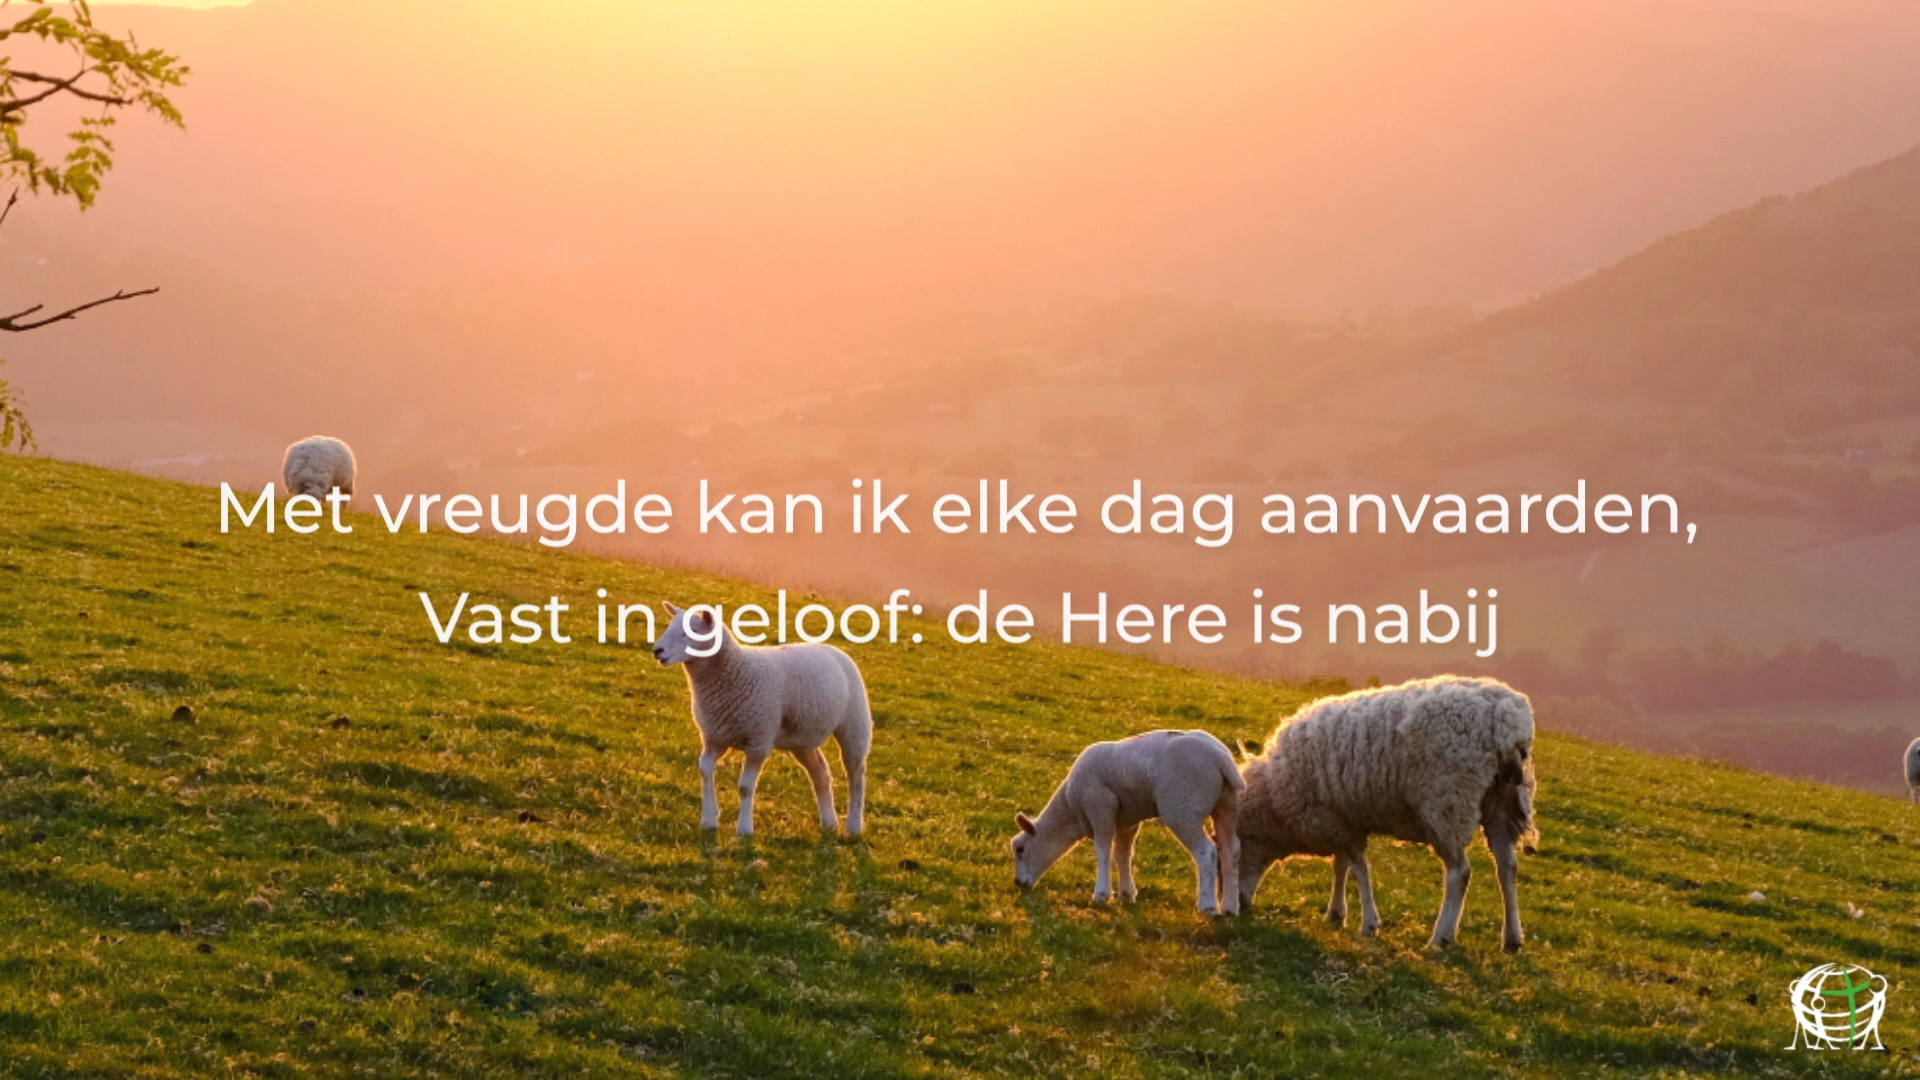 Met vreugde kan ik elke dag aanvaarden,
Vast in geloof: de Here is nabij